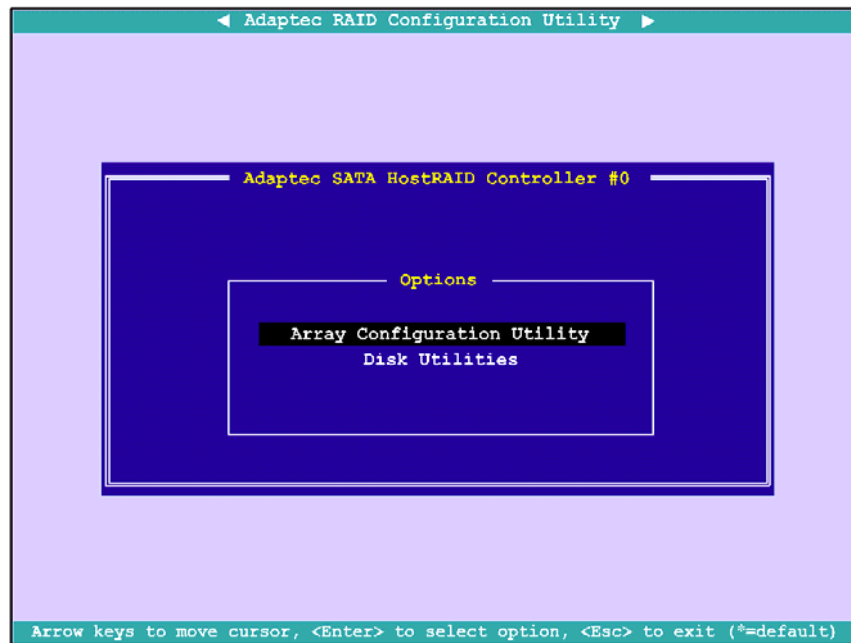 ◄ Adaptec RAID Configuration Utility ►
Adaptec SATA HostRAID Controller #0
Options
Array Configuration Utility
Disk Utilities
Arrow keys to move cursor, <Enter> to select option, <Esc> to exit (*=default)